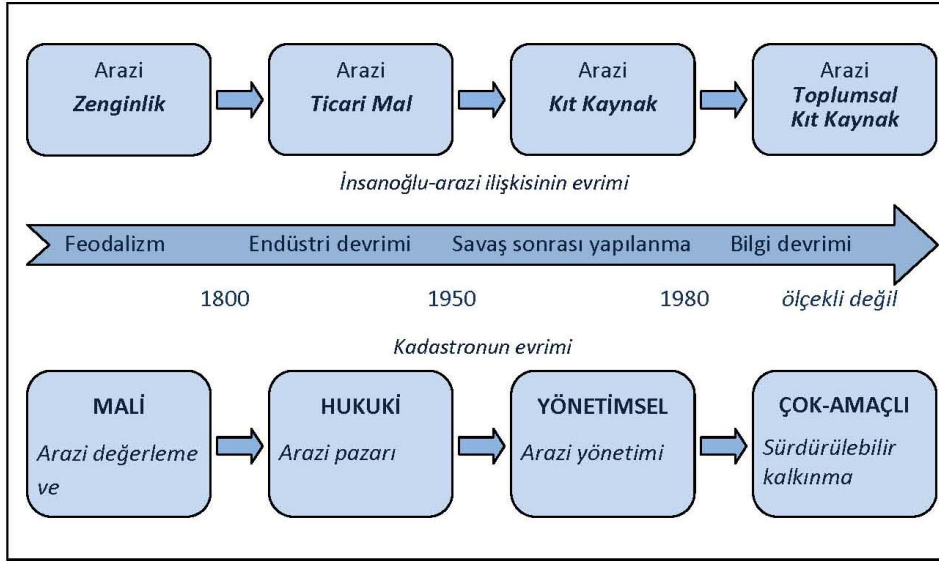 Arazi
Zenginlik
Arazi
Ticari Mal
Arazi
Kıt Kaynak
Arazi
Toplumsal
Kıt Kaynak
İnsanoğlu-arazi ilişkisinin evrimi
Feodalizm
Endüstri devrimi
Savaş sonrası yapılanma
Bilgi devrimi
1800
1950
1980
ölçekli değil
Kadastronun evrimi
MALİ
Arazi değerleme
ve
HUKUKİ
Arazi pazarı
YÖNETİMSEL
Arazi yönetimi
ÇOK-AMAÇLI
Sürdürülebilir
kalkınma